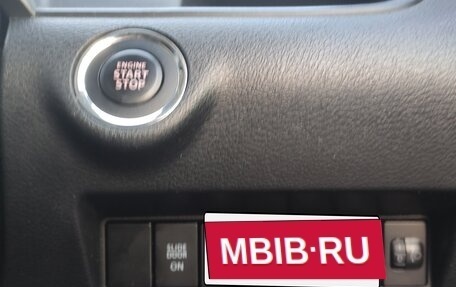 ENGINE
START
STOP
SLIDE
DOOR
ON
MBIB·RU